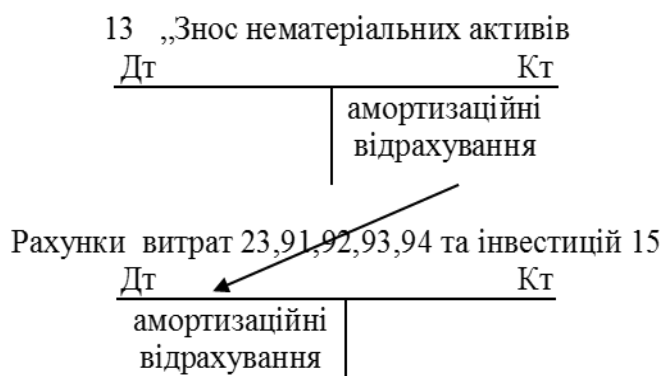 13 „Знос нематеріальних активів
Дт Кт
амортизаційні
відрахування
Рахунки витрат 23,91,92,93,94 та інвестицій 15
Дт Кт
амортизаційні
відрахування